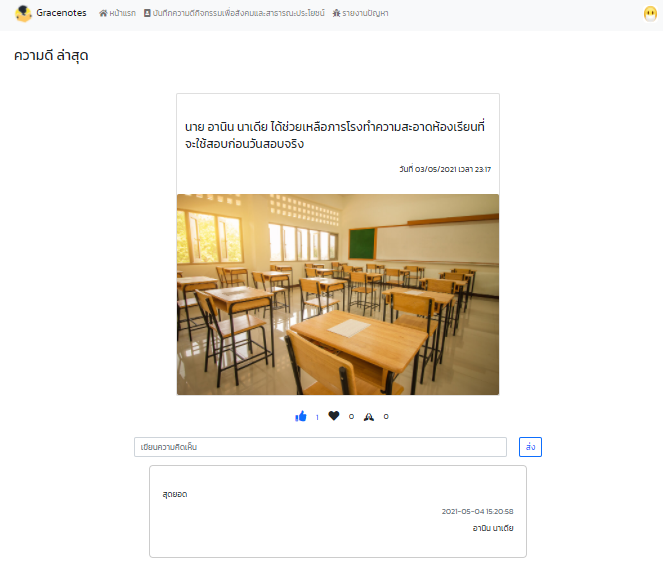 Gracenotes หน้าแรก บันทึกความดีกิจกรรมเพื่อสังคมและสาธารณะประโยชน์ รายงานปัญหา
ความดี ล่าสุด
นาย อานิน นาเดีย ได้ช่วยเหลือภารโรงทำความสะอาดห้องเรียนที่
จะใช้สอบก่อนวันสอบจริง
วันที่ 03/05/2021 เวลา 23:17
1 0 0
เขียนความคิดเห็น ส่ง
สุดยอด
2021-05-04 15:20:58
อานิน นาเดีย